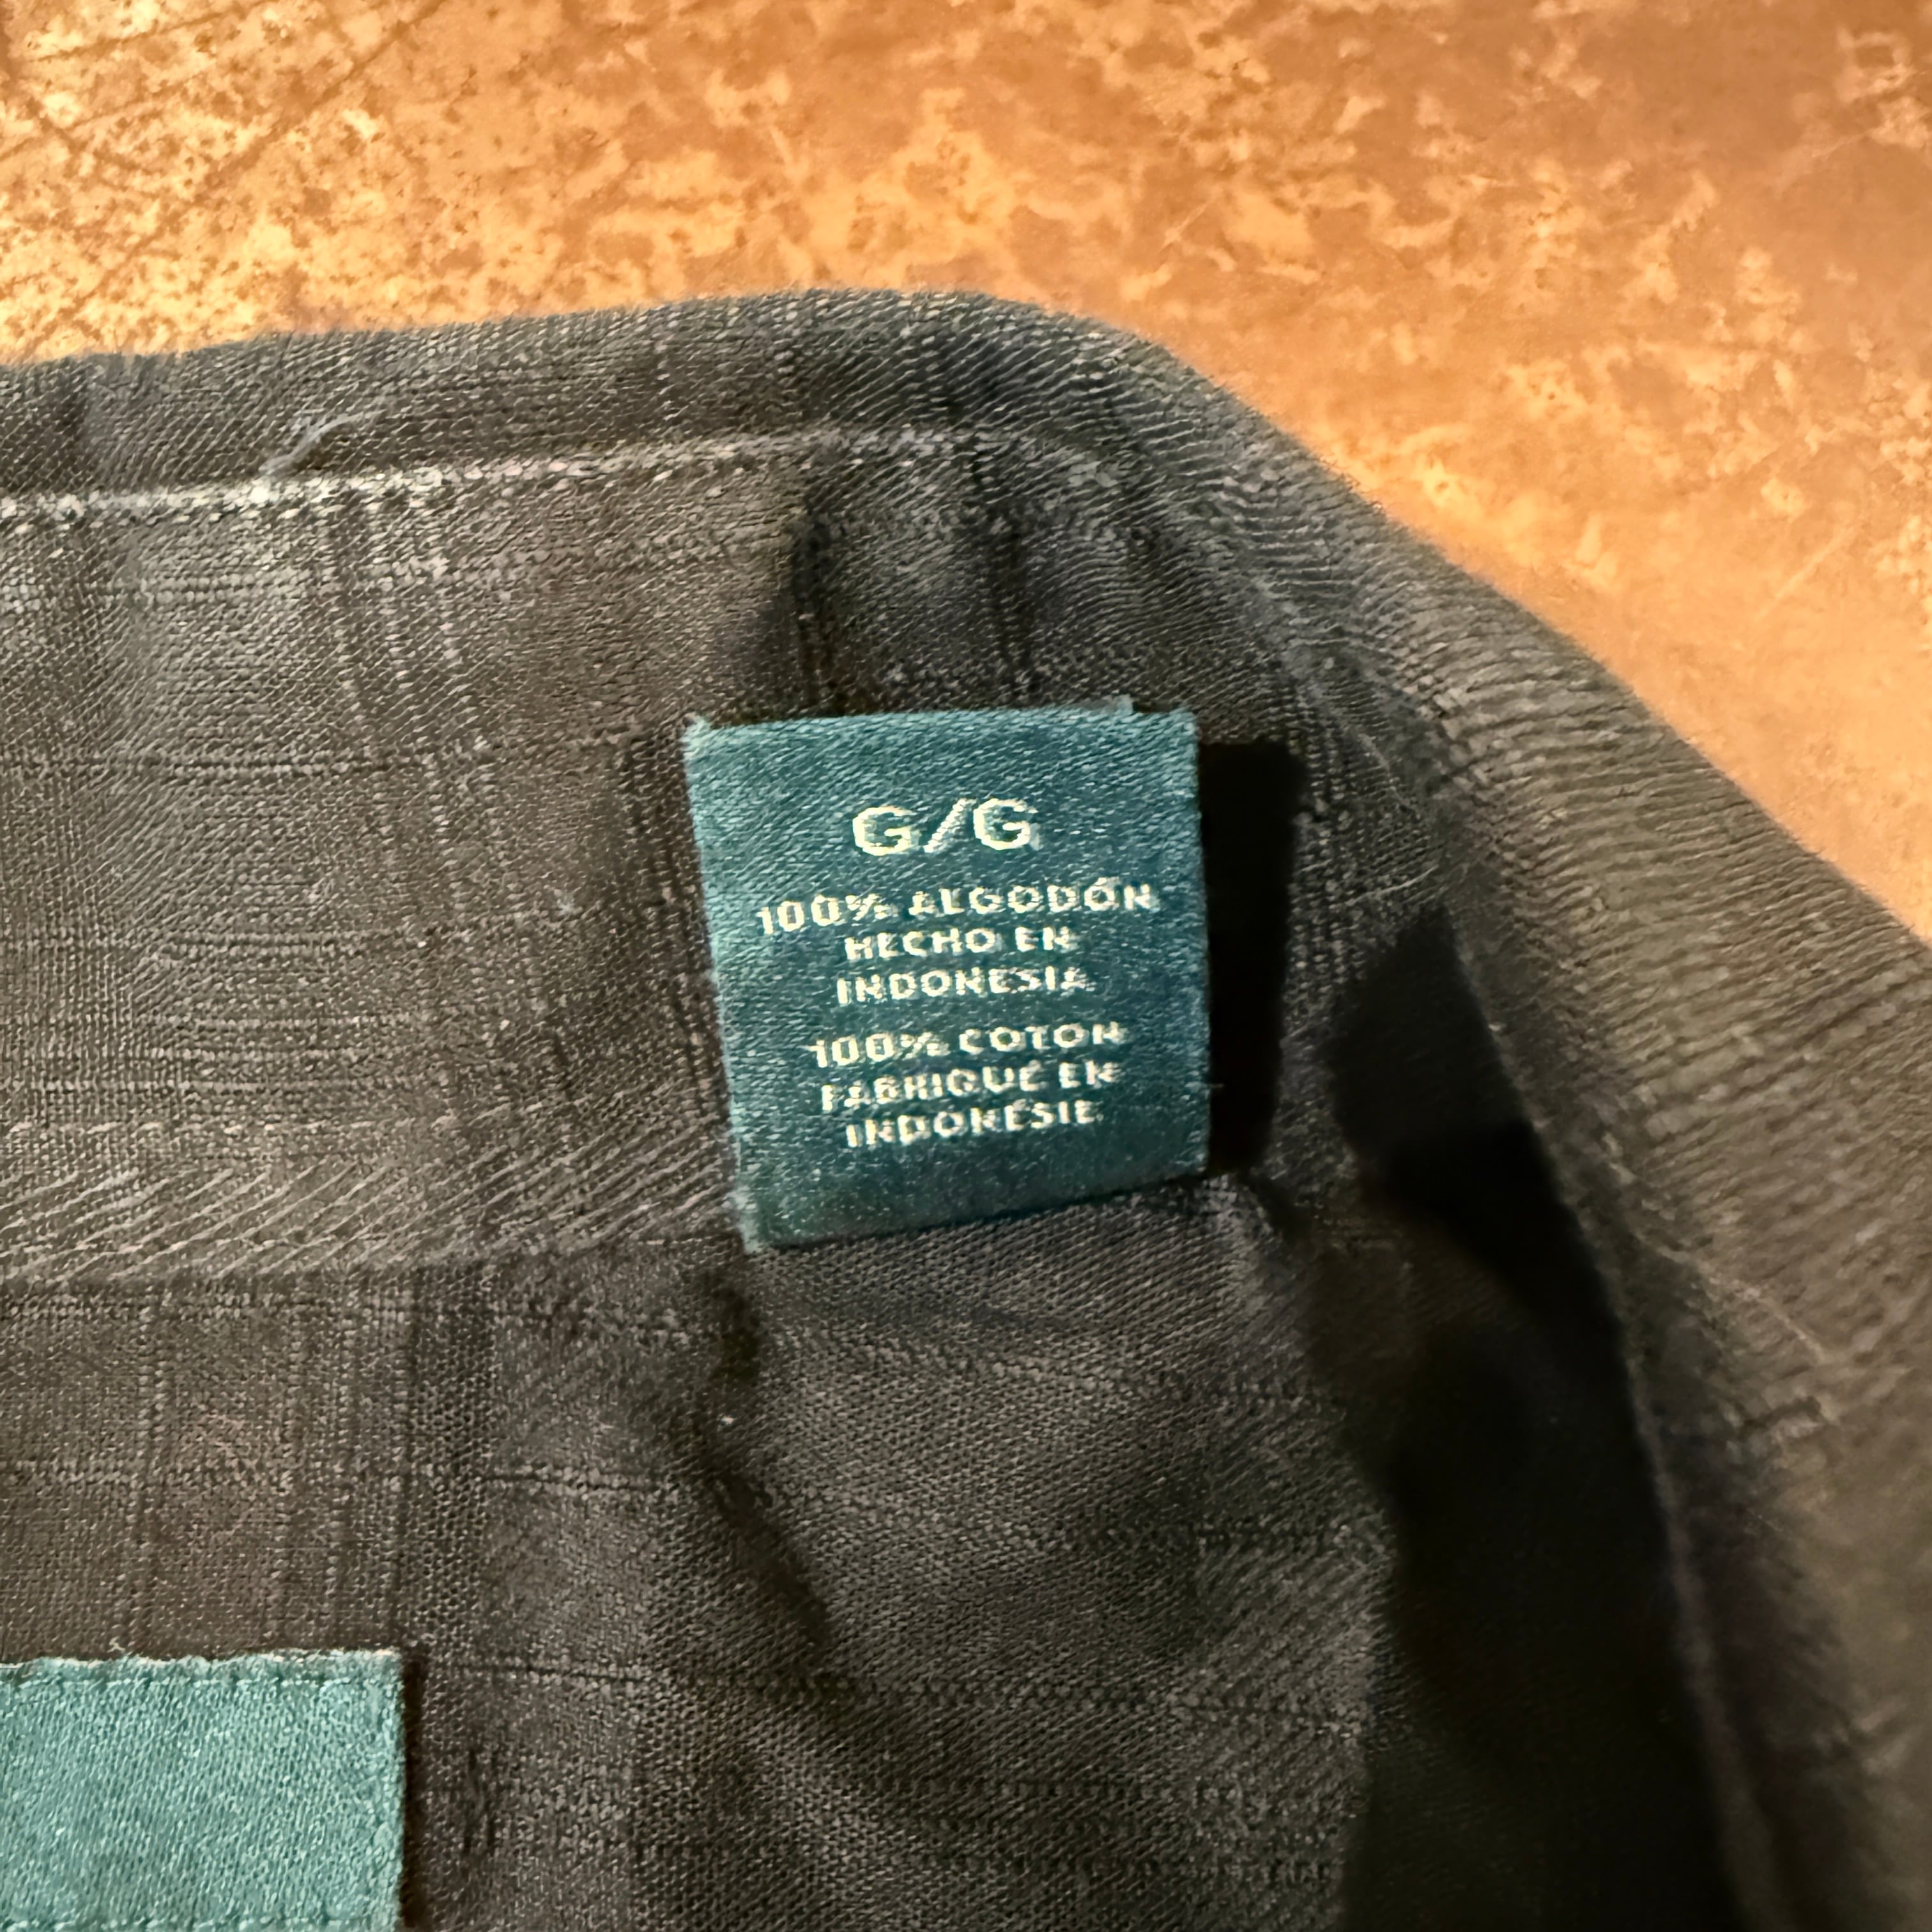 G/G
100% ALGODÓN
HECHO EN
INDONESIA
100% COTON
FABRIQUÉ EN
INDONÉSIE